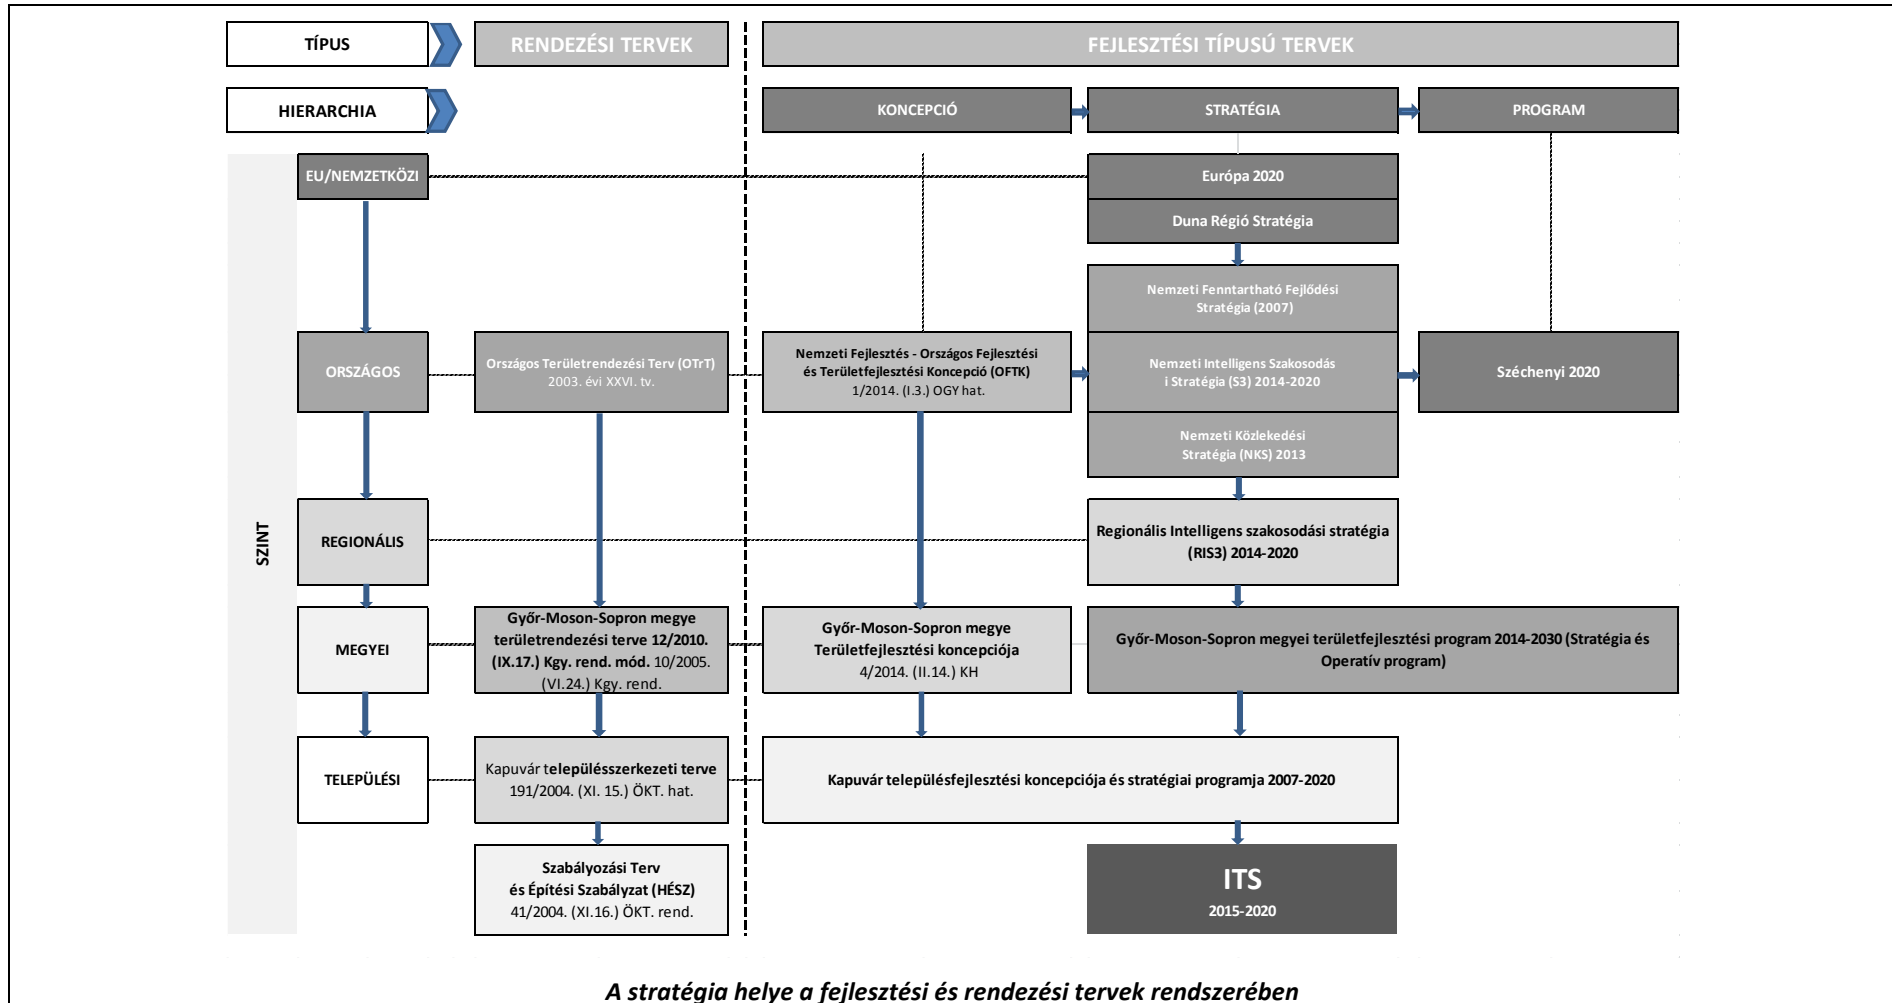 TÍPUS
RENDEZÉSI TERVEK
FEJLESZTÉSI TÍPUSÚ TERVEK
HIERARCHIA
KONCEPCIÓ
STRATÉGIA
PROGRAM
SZINT
EU/NEMZETKÖZI
Európa 2020
Duna Régió Stratégia
Nemzeti Fenntartható Fejlődési
Stratégia (2007)
ORSZÁGOS
Országos Területrendezési Terv (OTrT)
2003. évi XXVI. tv.
Nemzeti Fejlesztés - Országos Fejlesztési
és Területfejlesztési Koncepció (OFTK)
1/2014. (I.3.) OGY hat.
Nemzeti Intelligens Szakosodás
i Stratégia (S3) 2014-2020
Széchenyi 2020
Nemzeti Közlekedési
Stratégia (NKS) 2013
REGIONÁLIS
Regionális Intelligens szakosodási stratégia
(RIS3) 2014-2020
MEGYEI
Győr-Moson-Sopron megye
területrendezési terve 12/2010.
(IX.17.) Kgy. rend. mód. 10/2005.
(VI.24.) Kgy. rend.
Győr-Moson-Sopron megye
Területfejlesztési koncepciója
4/2014. (II.14.) KH
Győr-Moson-Sopron megyei területfejlesztési program 2014-2030 (Stratégia és
Operatív program)
TELEPÜLÉSI
Kapuvár településszerkezeti terve
191/2004. (XI. 15.) ÖKT. hat.
Kapuvár településfejlesztési koncepciója és stratégiai programja 2007-2020
Szabályozási Terv
és Építési Szabályzat (HÉSZ)
41/2004. (XI.16.) ÖKT. rend.
ITS
2015-2020
A stratégia helye a fejlesztési és rendezési tervek rendszerében